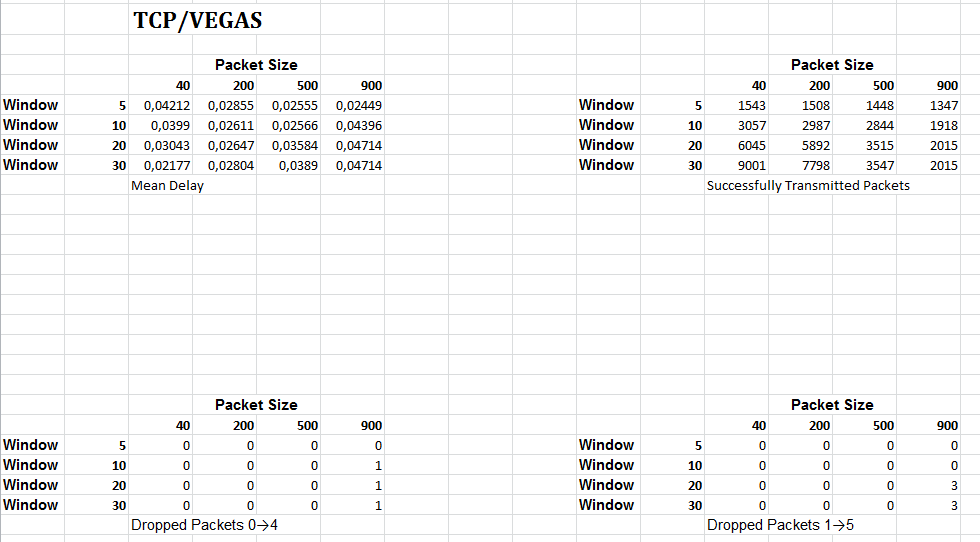 TCP/VEGAS
Packet Size
40 200 500 900
Window 5 0,04212 0,02855 0,02555 0,02449
Window 10 0,0399 0,02611 0,02566 0,04396
Window 20 0,03043 0,02647 0,03584 0,04714
Window 30 0,02177 0,02804 0,0389 0,04714
Mean Delay
Packet Size
40 200 500 900
Window 5 1543 1508 1448 1347
Window 10 3057 2987 2844 1918
Window 20 6045 5892 3515 2015
Window 30 9001 7798 3547 2015
Successfully Transmitted Packets
Packet Size
40 200 500 900
Window 5 0 0 0 0
Window 10 0 0 0 1
Window 20 0 0 0 1
Window 30 0 0 0 1
Dropped Packets 0→4
Packet Size
40 200 500 900
Window 5 0 0 0 0
Window 10 0 0 0 0
Window 20 0 0 0 3
Window 30 0 0 0 3
Dropped Packets 1→5